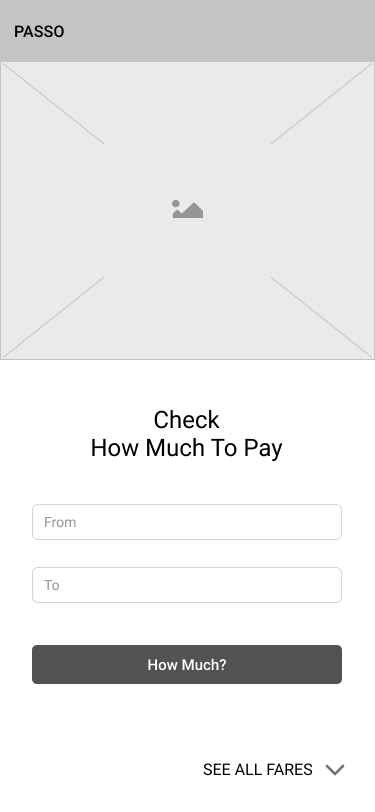 PASSO
Check
How Much To Pay
From
To
How Much?
SEE ALL FARES